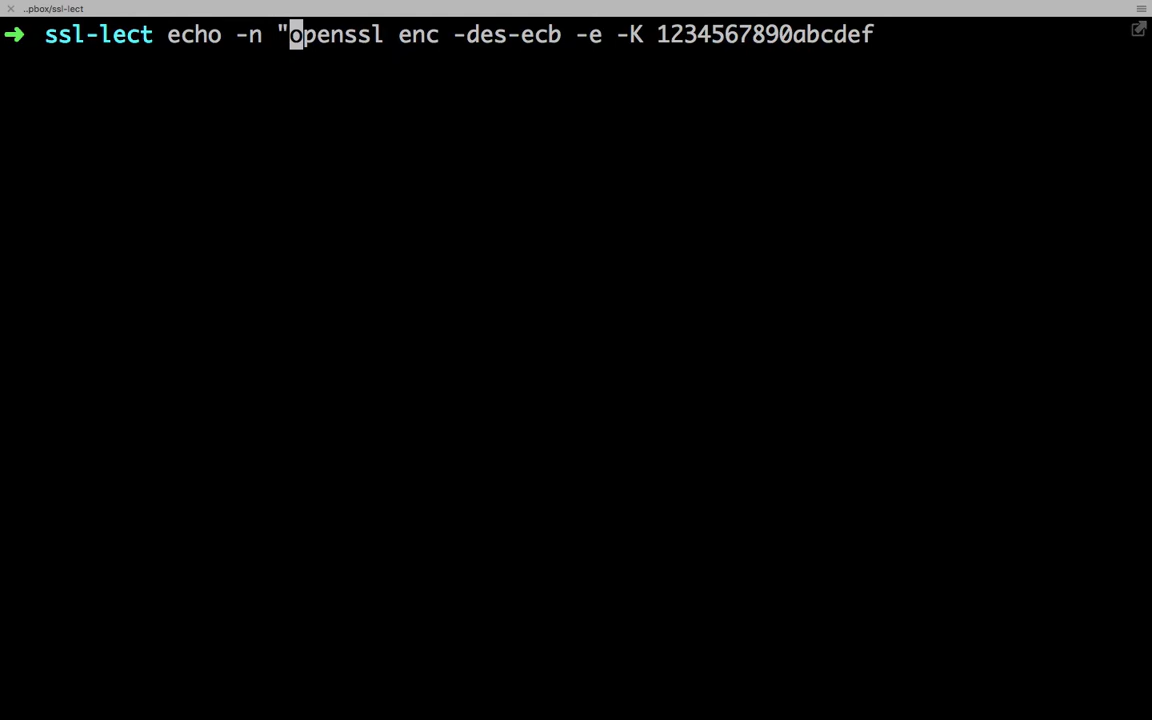 ..pbox/ssl-lect
➜ ssl-lect echo -n "openssl enc -des-ecb -e -K 1234567890abcdef